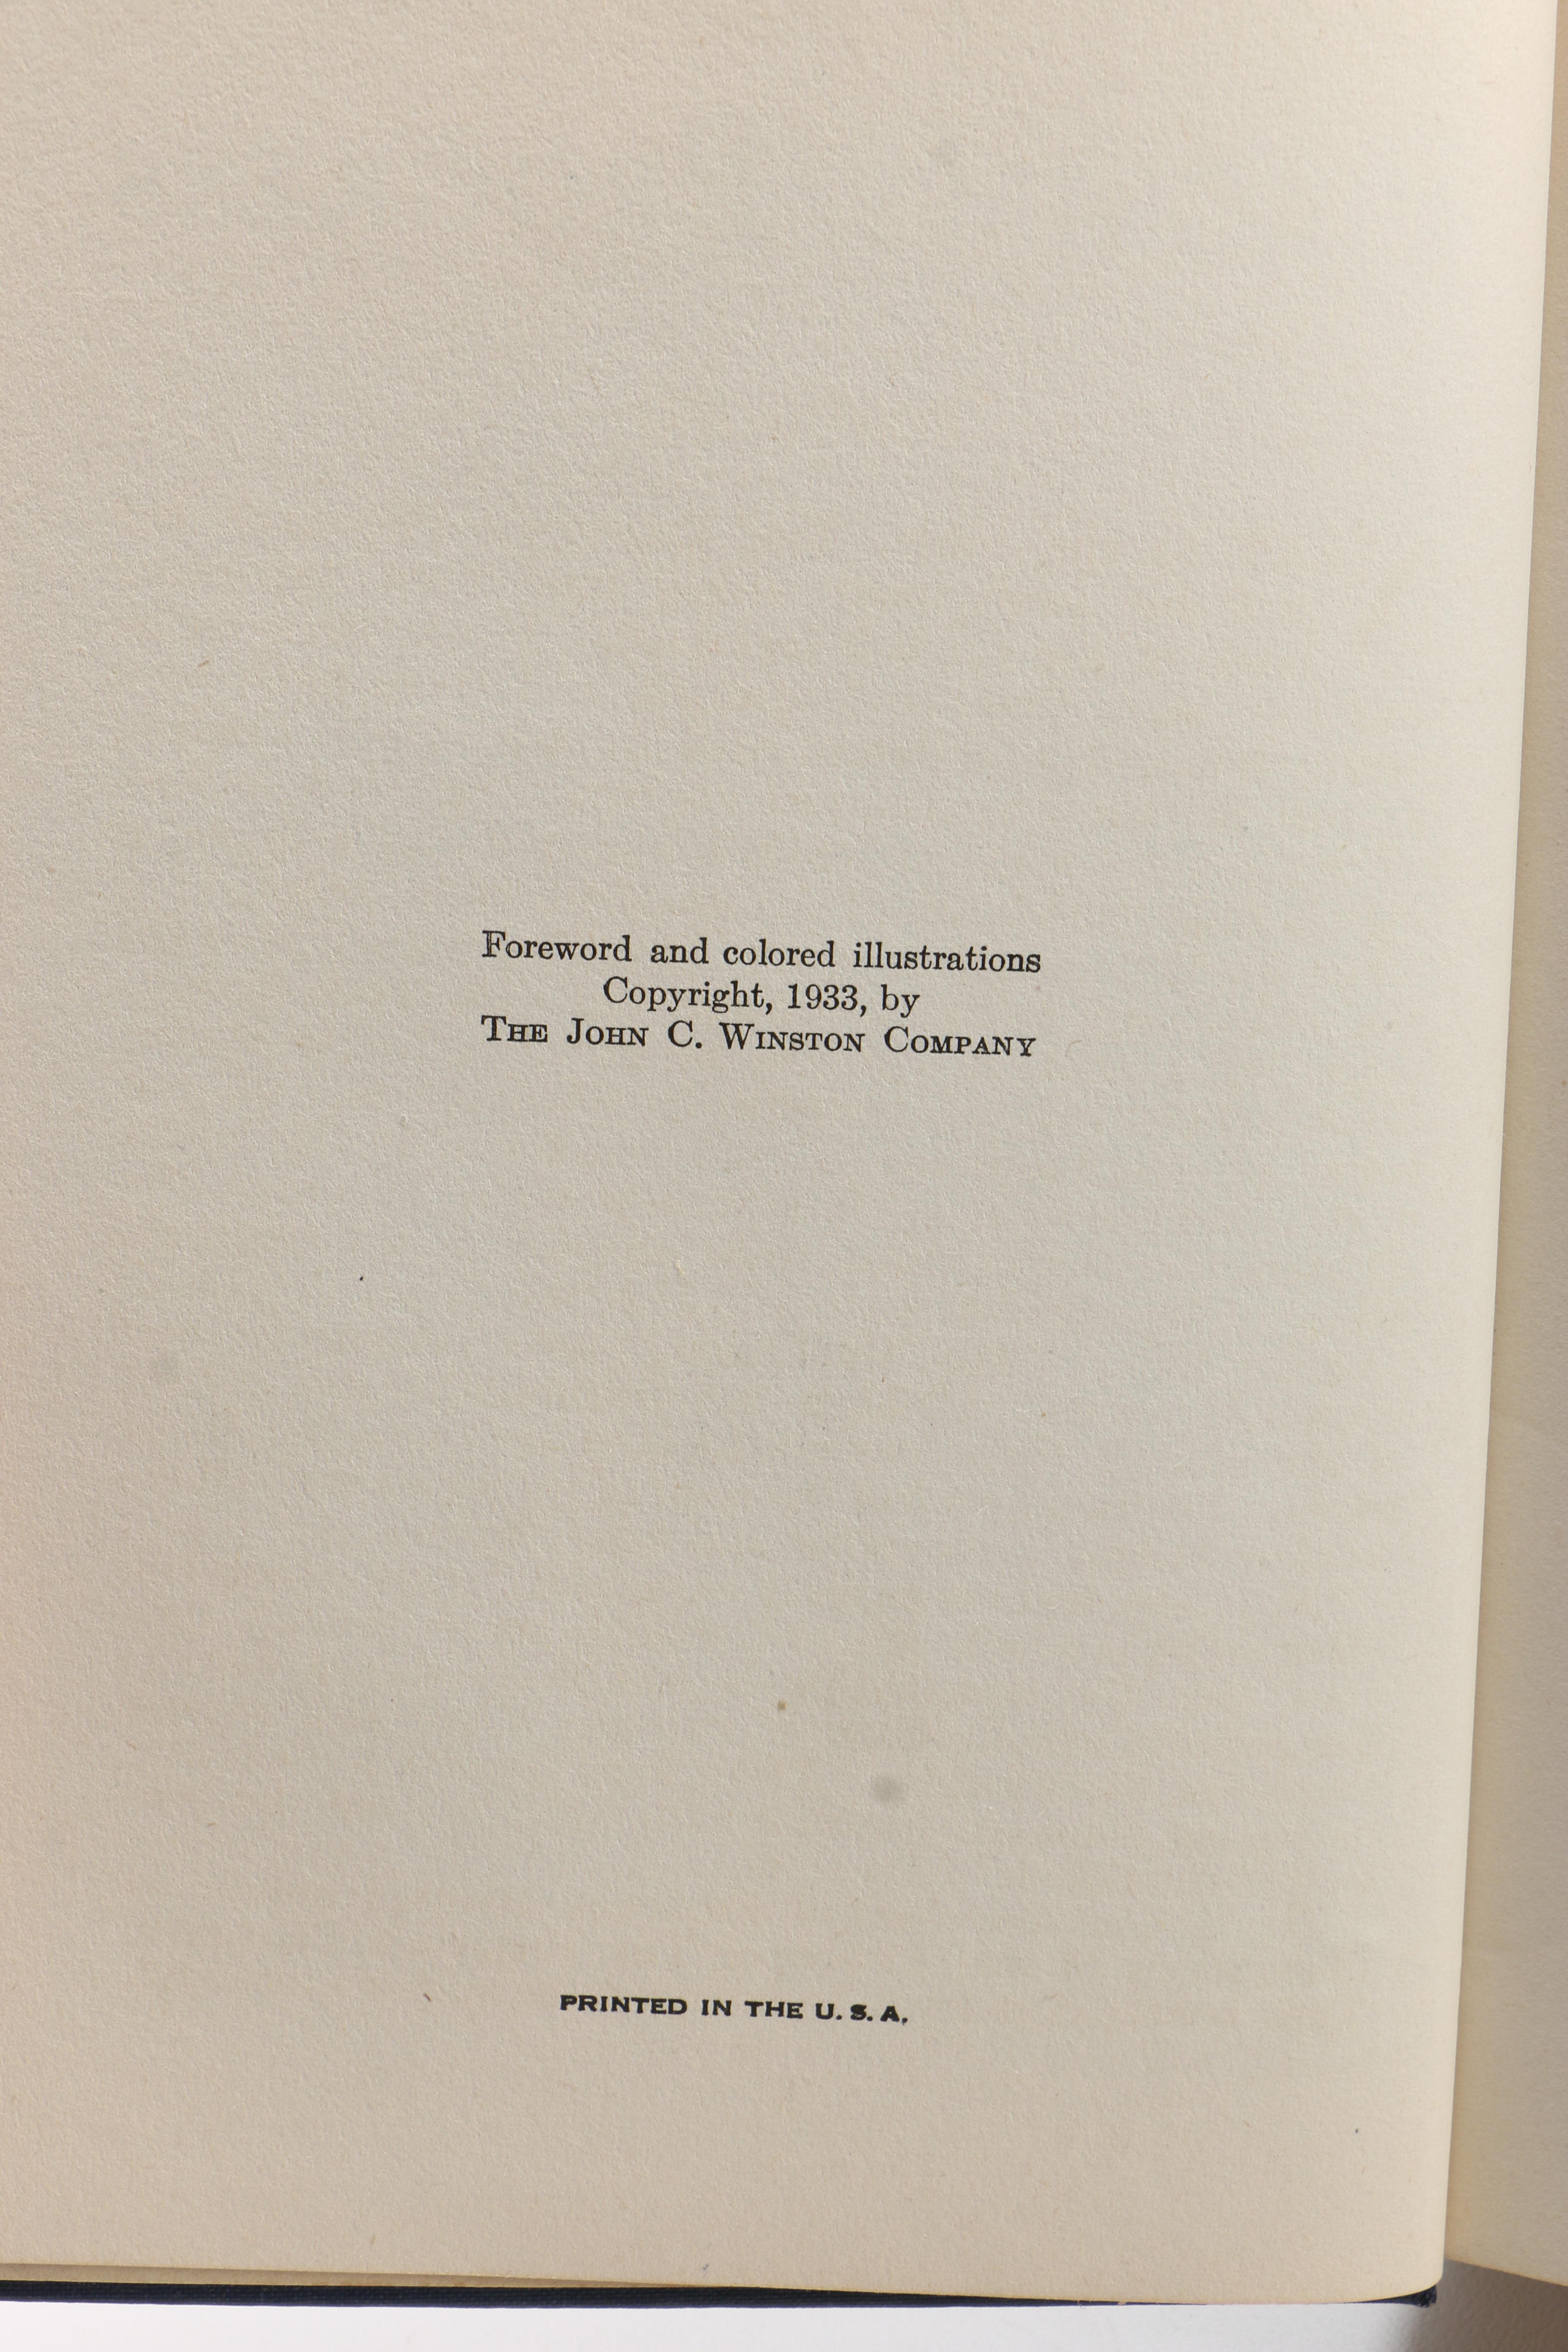 Foreword and colored illustrations
Copyright, 1933, by
The John C. Winston Company
PRINTED IN THE U. S. A.